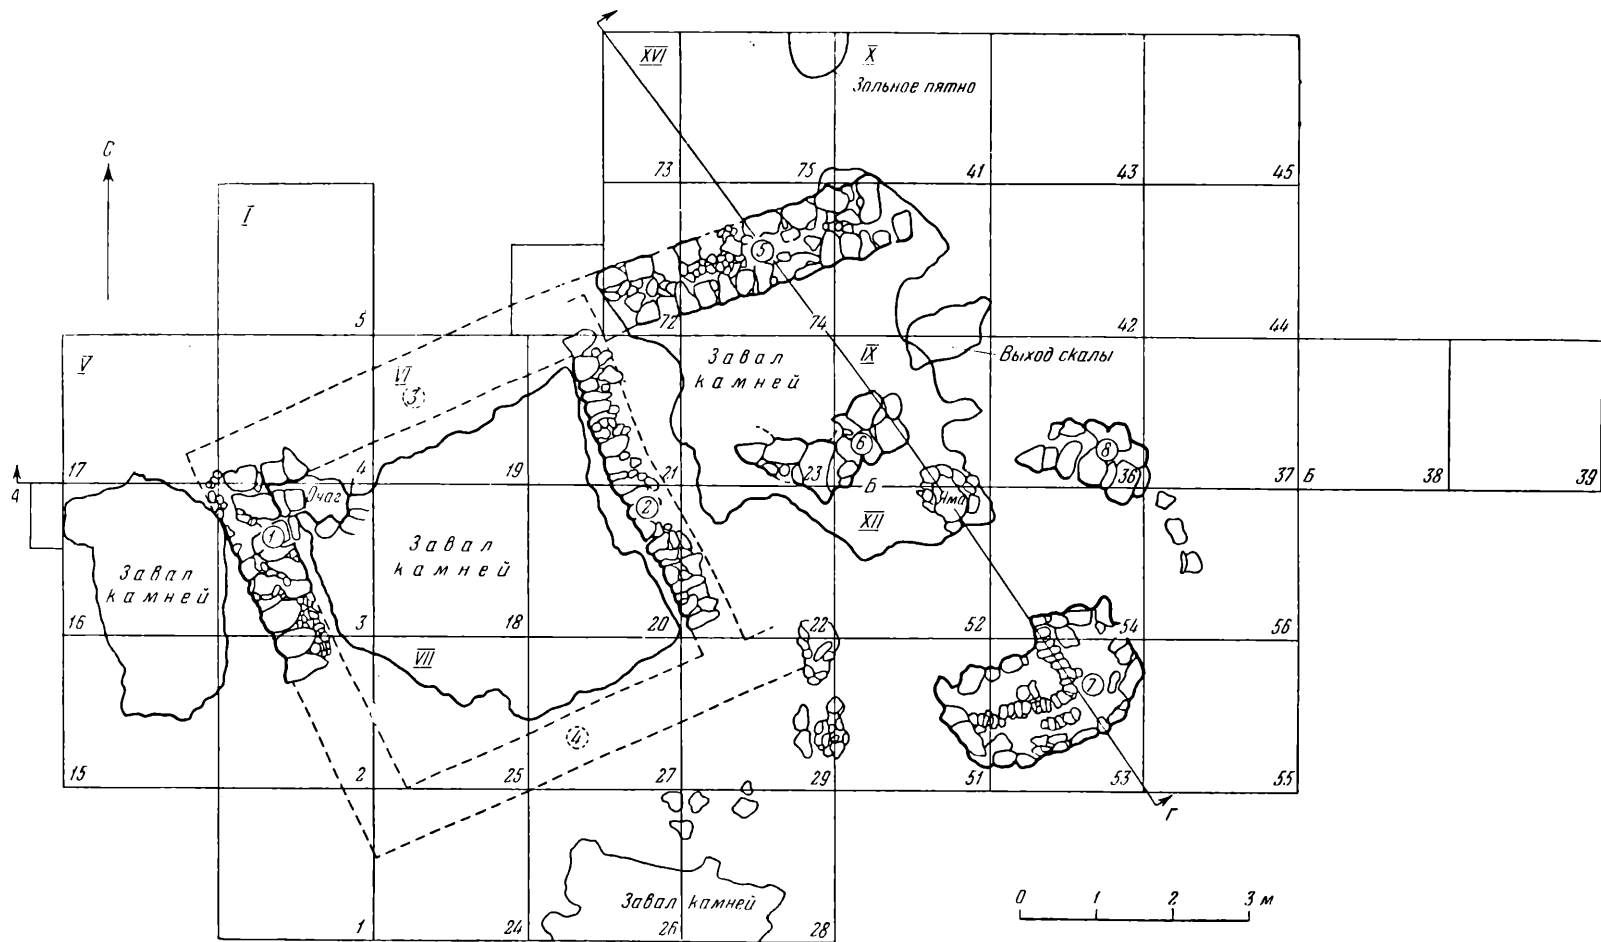 XVI X
Зольное пятно
С
73 75 41 43 45
I
5
5 72 74 42 44
V VI
3
Завал
камней
IX
Выход скалы
6 8
17 4 19 21 23 36 37 Б 38 39
А
Очаг
Б
Яма
1 2 XII
Завал
камней
Завал
камней
16 3 18 20 22 52 54 56
VII
7
4
15 2 25 27 29 51 53 55
Г
Завал камней
0 1 2 3 м
1 24 26 28